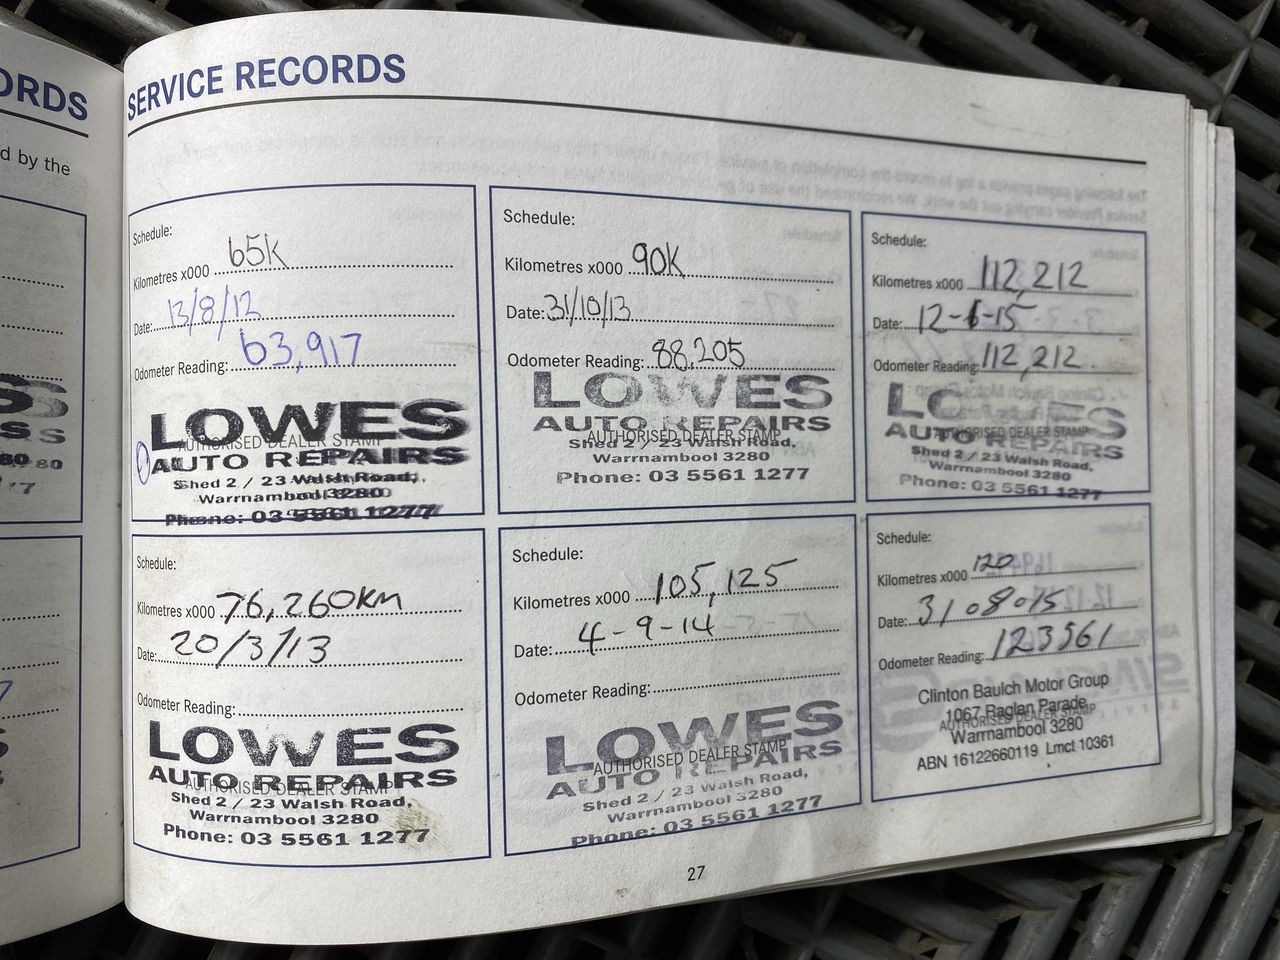 ORDS
d by the
SERVICE RECORDS
Schedule:
Kilometres x000 65K
Date: 13/8/12
Odometer Reading: 63,917
LOWES
AUTHORISED DEALER STAMP
AUTO REPAIRS
Shed 2 / 23 Walsh Road,
Warrnambool 3280
Phone: 03 5561 1277
Schedule:
Kilometres x000 76,260km
Date: 20/3/13
Odometer Reading:
LOWES
AUTO REPAIRS
AUTHORISED DEALER STAMP
Shed 2 / 23 Walsh Road,
Warrnambool 3280
Phone: 03 5561 1277
Schedule:
Kilometres x000 90K
Date: 31/10/13
Odometer Reading: 88,205
LOWES
AUTO REPAIRS
AUTHORISED DEALER STAMP
Shed 2 / 23 Walsh Road,
Warrnambool 3280
Phone: 03 5561 1277
Schedule:
Kilometres x000 105,125
Date: 4-9-14
Odometer Reading:
LOWES
AUTHORISED DEALER STAMP
AUTO REPAIRS
Shed 2 / 23 Walsh Road,
Warrnambool 3280
Phone: 03 5561 1277
Schedule:
Kilometres x000 112,212
Date: 12-6-15
Odometer Reading: 112,212.
LOWES
AUTO REPAIRS
AUTHORISED DEALER STAMP
Shed 2 / 23 Walsh Road,
Warrnambool 3280
Phone: 03 5561 1277
Schedule:
Kilometres x000 120
Date: 31 08 015
Odometer Reading: 123561
Clinton Baulch Motor Group
1067 Raglan Parade
AUTHORISED DEALER STAMP
Warrnambool 3280
ABN 16122660119 Lmct 10361
27